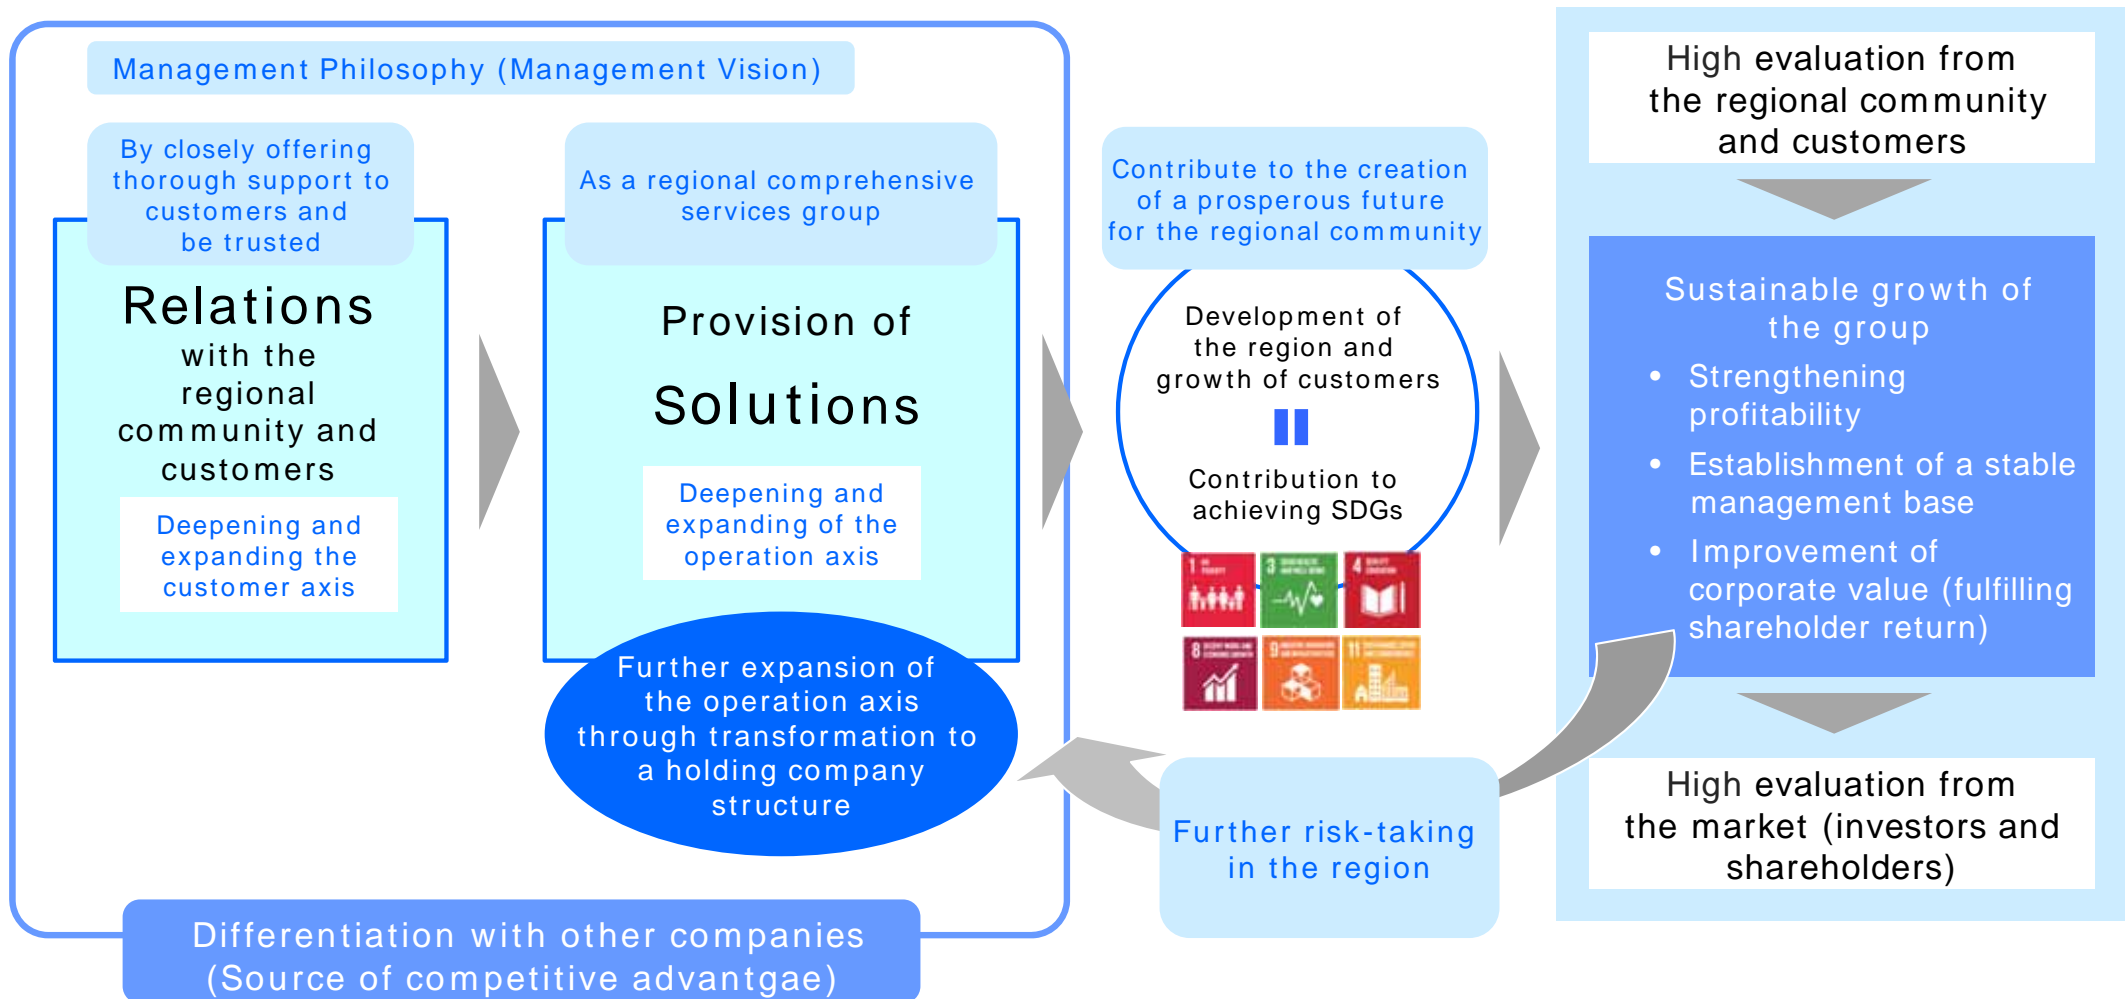 Management Philosophy (Management Vision)
By closely offering
thorough support to
customers and
be trusted
Relations
with the
regional
community and
customers
Deepening and
expanding the
customer axis
As a regional comprehensive
services group
Provision of
Solutions
Deepening and
expanding of the
operation axis
Further expansion of
the operation axis
through transformation to
a holding company
structure
Differentiation with other companies
(Source of competitive advantgae)
Contribute to the creation
of a prosperous future
for the regional community
Development of
the region and
growth of customers
Contribution to
achieving SDGs
1
3
4
8
9
11
Further risk-taking
in the region
High evaluation from
the regional community
and customers
Sustainable growth of
the group
• Strengthening
profitability
• Establishment of a stable
management base
• Improvement of
corporate value (fulfilling
shareholder return)
High evaluation from
the market (investors and
shareholders)